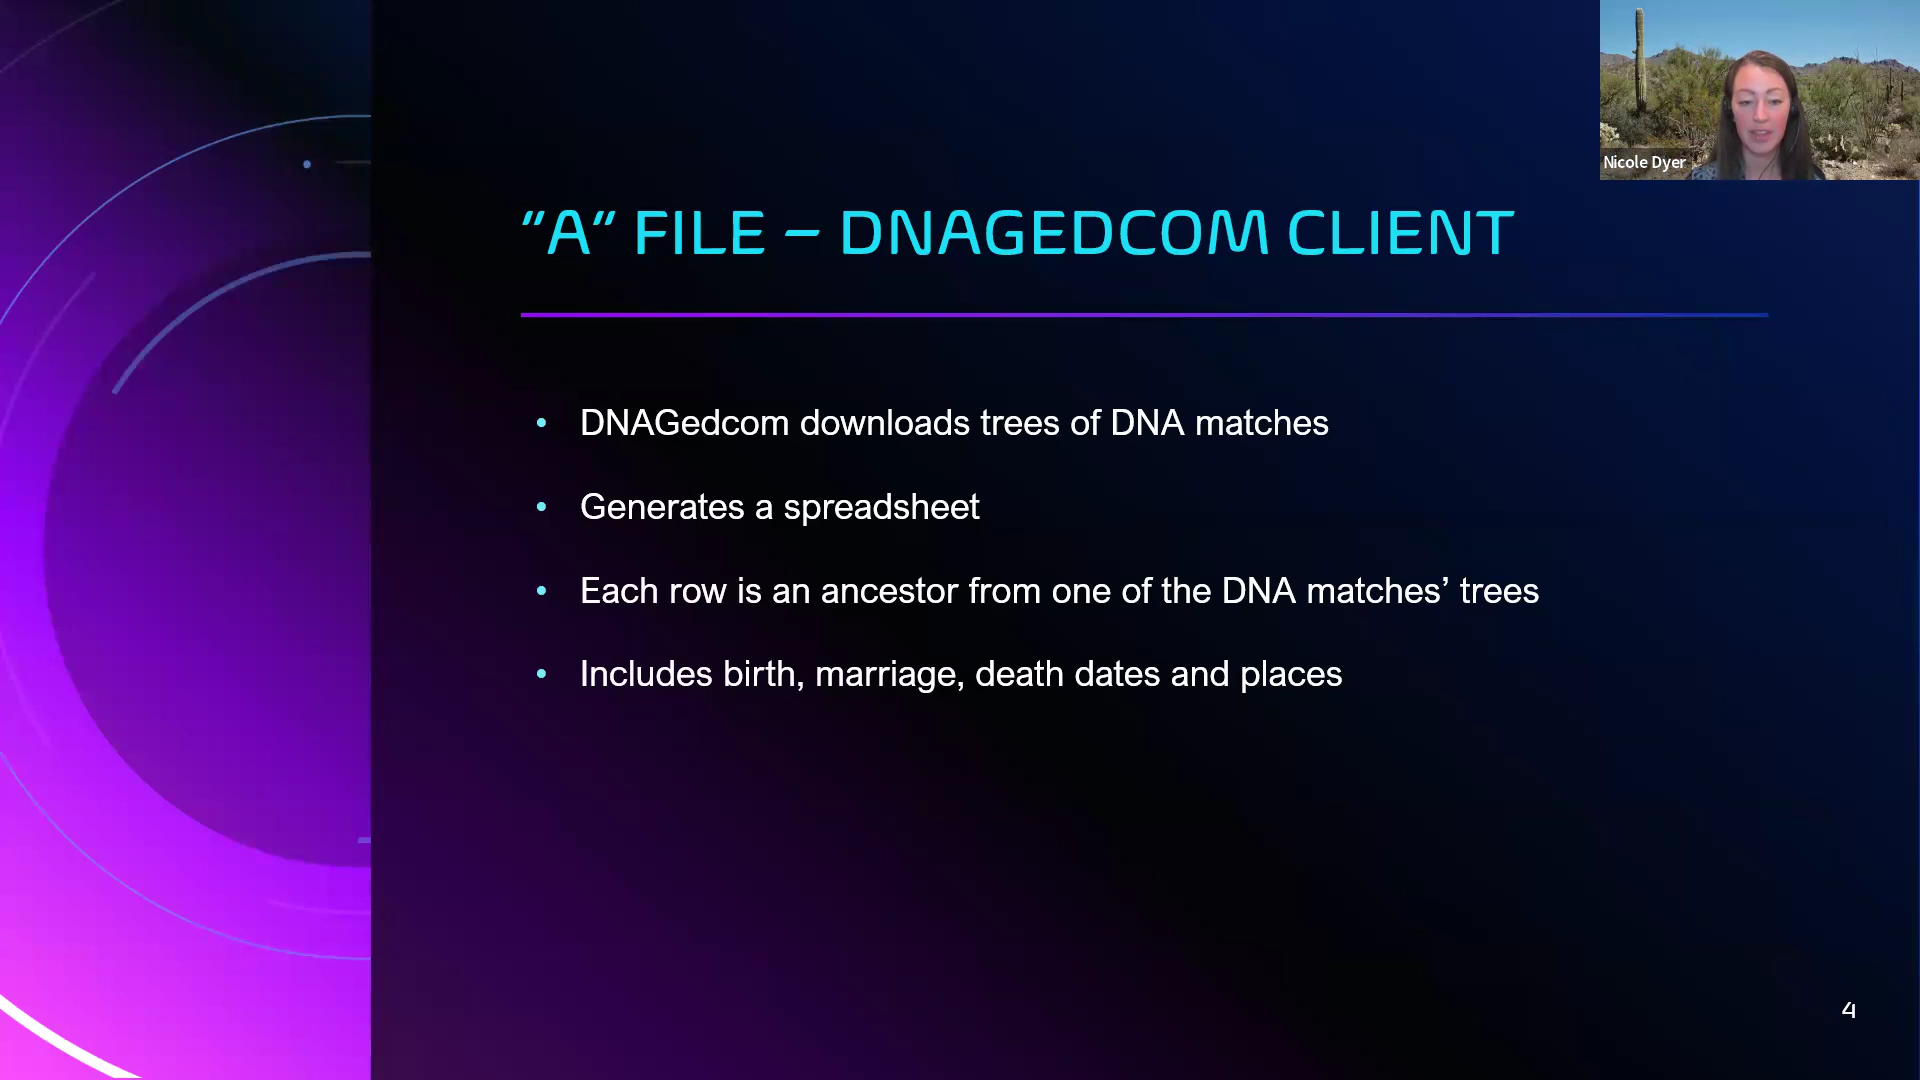 Nicole Dyer
"A" FILE – DNAGEDCOM CLIENT
• DNAGedcom downloads trees of DNA matches
• Generates a spreadsheet
• Each row is an ancestor from one of the DNA matches’ trees
• Includes birth, marriage, death dates and places
4